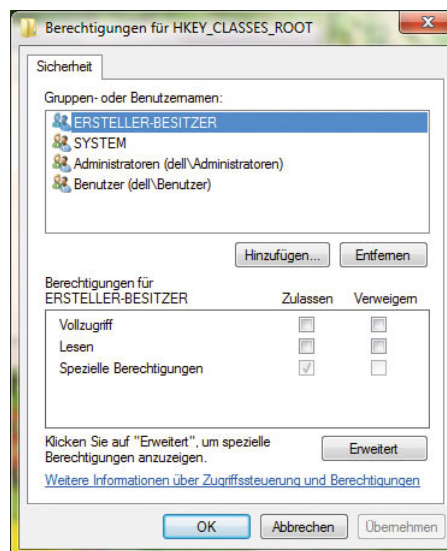 Berechtigungen für HKEY_CLASSES_ROOT
Sicherheit
Gruppen- oder Benutzernamen:
ERSTELLER-BESITZER
SYSTEM
Administratoren (dell\Administratoren)
Benutzer (dell\Benutzer)
Hinzufügen... Entfernen
Berechtigungen für
ERSTELLER-BESITZER Zulassen Verweigern
Vollzugriff
Lesen
Spezielle Berechtigungen
Klicken Sie auf "Erweitert", um spezielle
Berechtigungen anzuzeigen.
Erweitert
Weitere Informationen über Zugriffssteuerung und Berechtigungen
OK Abbrechen Übernehmen